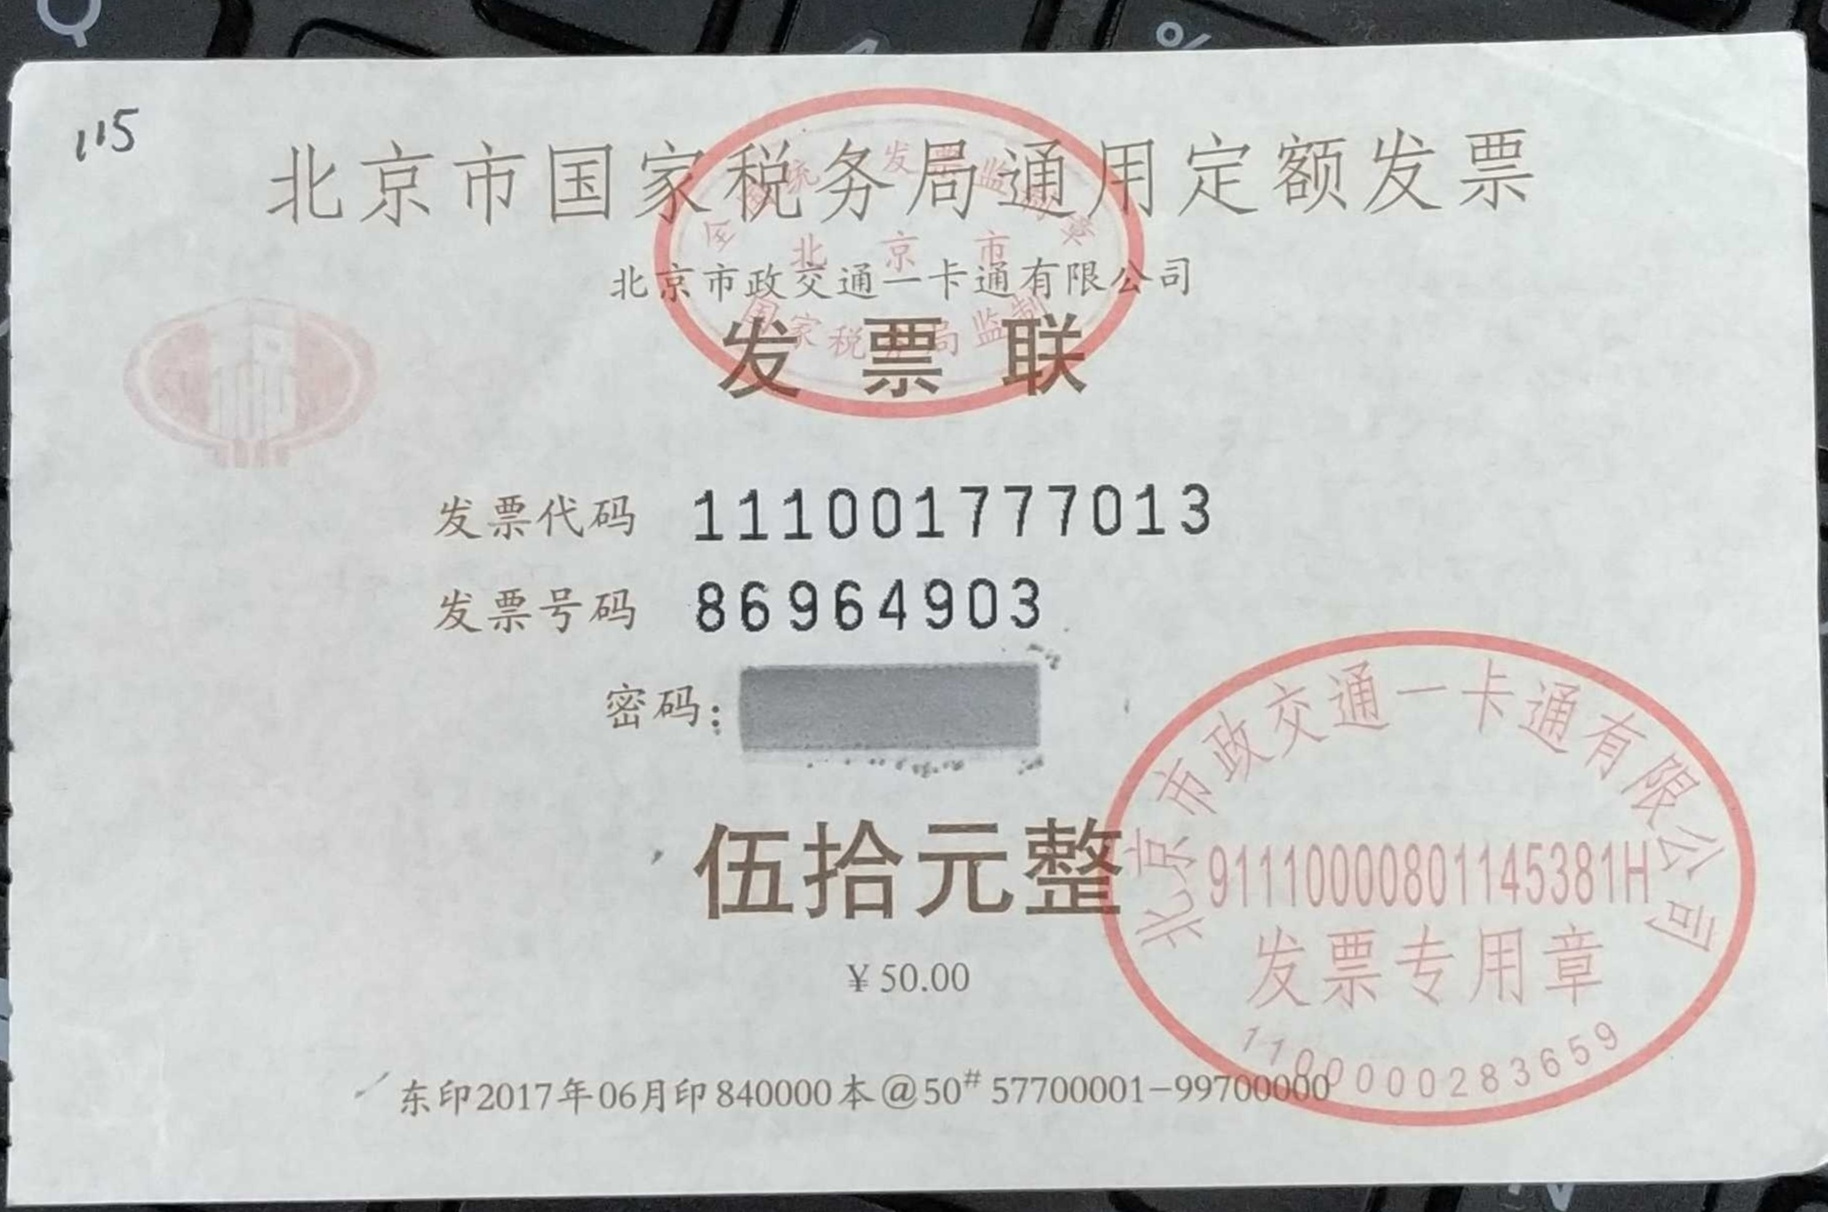 115
北京市国家税务局通用定额发票
全国统一发票监制章
北京市
国家税务局监制
北京市政交通一卡通有限公司
发票联
发票代码 111001777013
发票号码 86964903
密码：
伍拾元整
¥50.00
北京市政交通一卡通有限公司
91110000801145381H
发票专用章
1100000283659
东印2017年06月印840000本@50# 57700001-99700000